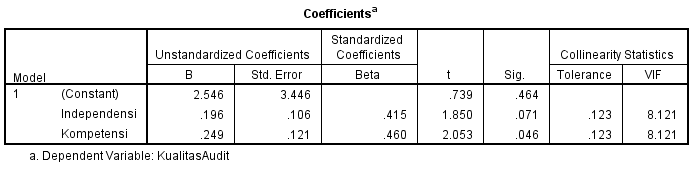 Coefficientsa
Unstandardized Coefficients Standardized Coefficients Collinearity Statistics
Model B Std. Error Beta t Sig. Tolerance VIF
1 (Constant) 2.546 3.446 .739 .464
Independensi .196 .106 .415 1.850 .071 .123 8.121
Kompetensi .249 .121 .460 2.053 .046 .123 8.121
a. Dependent Variable: KualitasAudit